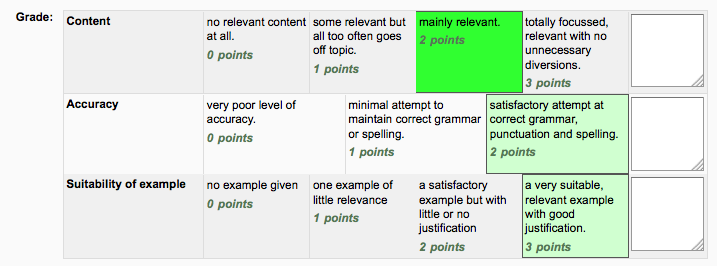 Grade:
Content
no relevant content
at all.
0 points
some relevant but
all too often goes
off topic.
1 points
mainly relevant.
2 points
totally focussed,
relevant with no
unnecessary
diversions.
3 points
Accuracy
very poor level of
accuracy.
0 points
minimal attempt to
maintain correct grammar
or spelling.
1 points
satisfactory attempt at
correct grammar,
punctuation and spelling.
2 points
Suitability of example
no example given
0 points
one example of
little relevance
1 points
a satisfactory
example but with
little or no
justification
2 points
a very suitable,
relevant example
with good
justification.
3 points